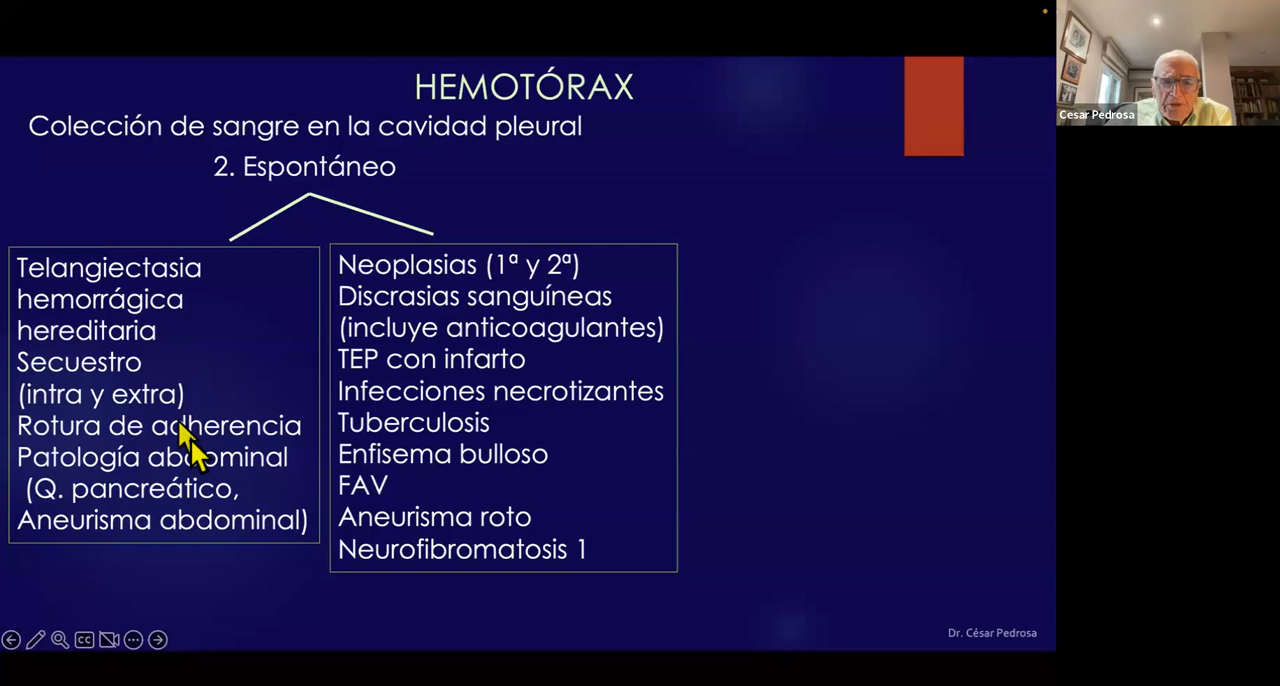 HEMOTÓRAX
Colección de sangre en la cavidad pleural
2. Espontáneo
Telangiectasia
hemorrágica
hereditaria
Secuestro
(intra y extra)
Rotura de adherencia
Patología abdominal
(Q. pancreático,
Aneurisma abdominal)
Neoplasias (1ª y 2ª)
Discrasias sanguíneas
(incluye anticoagulantes)
TEP con infarto
Infecciones necrotizantes
Tuberculosis
Enfisema bulloso
FAV
Aneurisma roto
Neurofibromatosis 1
Dr. César Pedrosa
CC
Cesar Pedrosa